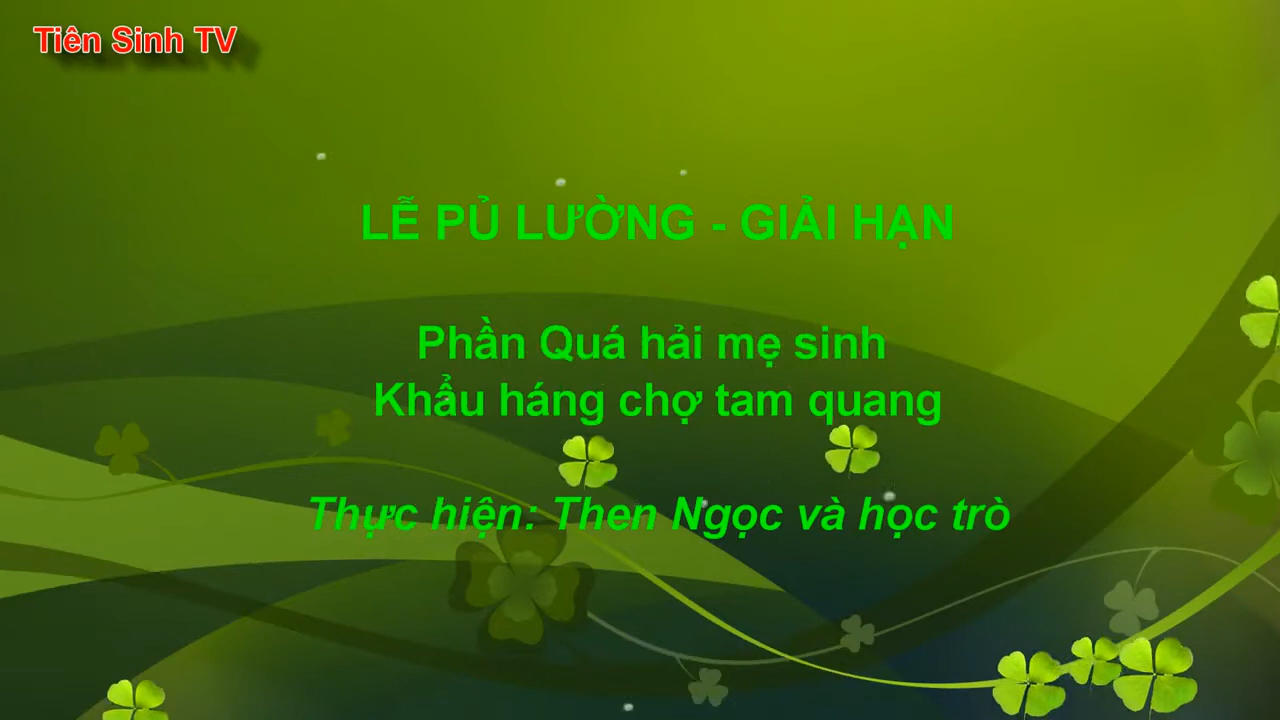 Tiên Sinh TV
LỄ PỦ LƯỜNG - GIẢI HẠN
Phần Quá hải mẹ sinh
Khẩu háng chợ tam quang
Thực hiện: Then Ngọc và học trò